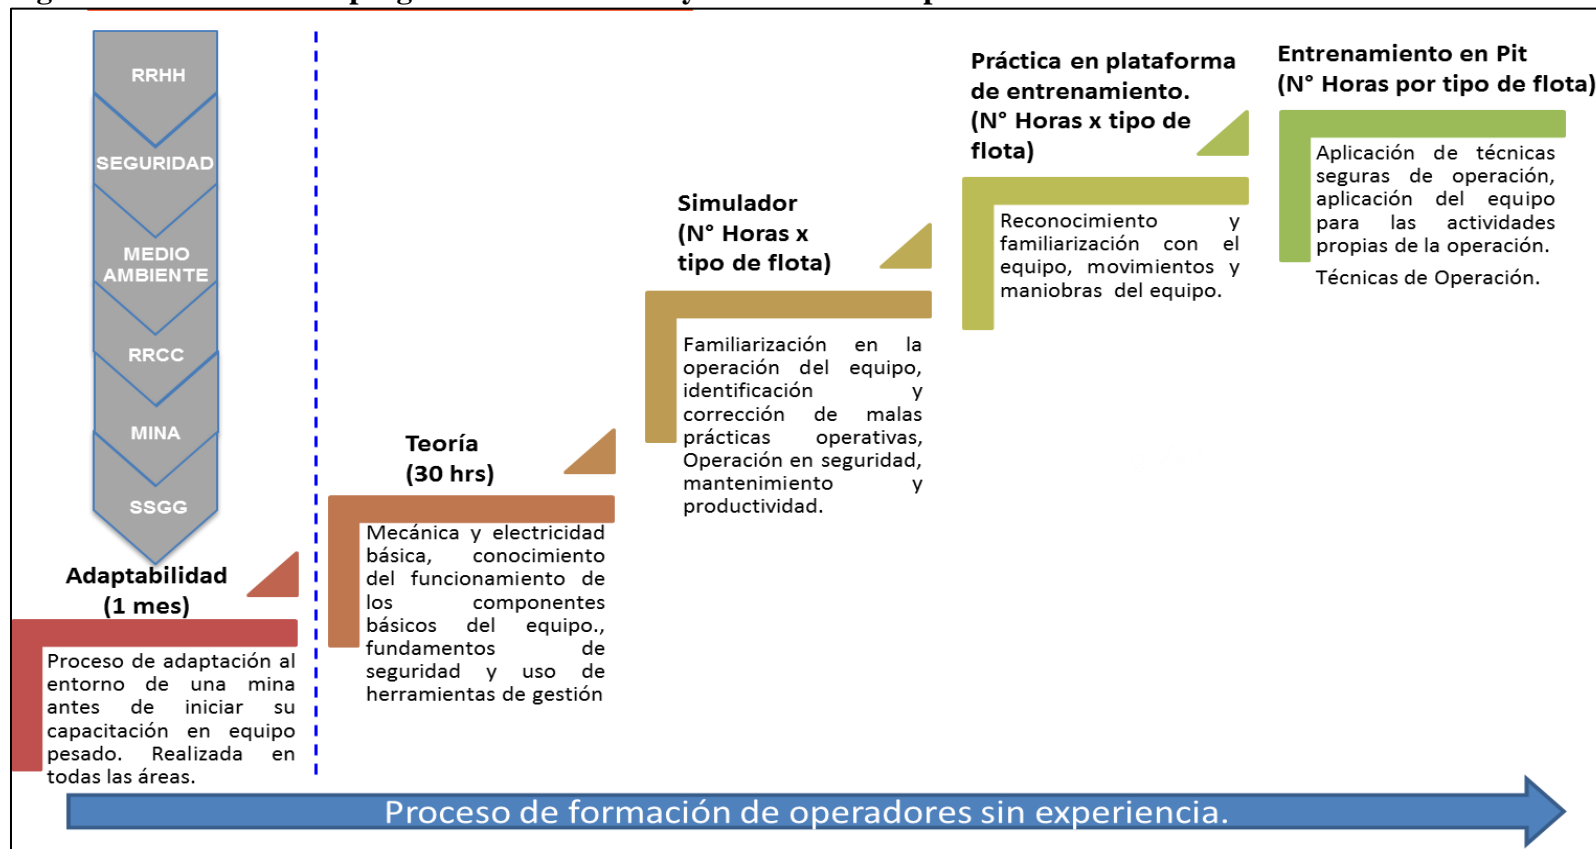 RRHH
SEGURIDAD
MEDIO
AMBIENTE
RRCC
MINA
SSGG
Adaptabilidad
(1 mes)
Proceso de adaptación al
entorno de una mina
antes de iniciar su
capacitación en equipo
pesado. Realizada en
todas las áreas.
Teoría
(30 hrs)
Mecánica y electricidad
básica, conocimiento
del funcionamiento de
los componentes
básicos del equipo.,
fundamentos de
seguridad y uso de
herramientas de gestión
Simulador
(N° Horas x
tipo de flota)
Familiarización en la
operación del equipo,
identificación y
corrección de malas
prácticas operativas,
Operación en seguridad,
mantenimiento y
productividad.
Práctica en plataforma
de entrenamiento.
(N° Horas x tipo de
flota)
Reconocimiento y
familiarización con el
equipo, movimientos y
maniobras del equipo.
Entrenamiento en Pit
(N° Horas por tipo de flota)
Aplicación de técnicas
seguras de operación,
aplicación del equipo
para las actividades
propias de la operación.
Técnicas de Operación.
Proceso de formación de operadores sin experiencia.